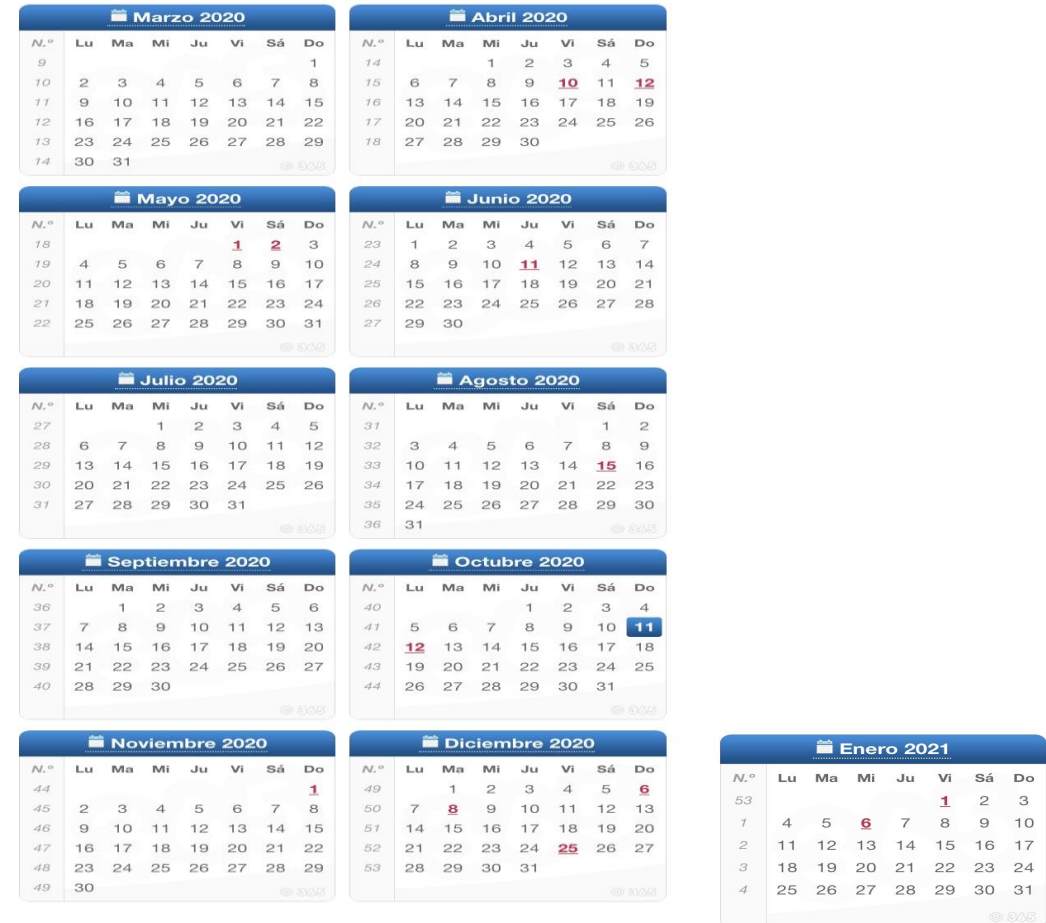 Marzo 2020
N.º Lu Ma Mi Ju Vi Sá Do
9 1
10 2 3 4 5 6 7 8
11 9 10 11 12 13 14 15
12 16 17 18 19 20 21 22
13 23 24 25 26 27 28 29
14 30 31
© 365
Abril 2020
N.º Lu Ma Mi Ju Vi Sá Do
14 1 2 3 4 5
15 6 7 8 9 10 11 12
16 13 14 15 16 17 18 19
17 20 21 22 23 24 25 26
18 27 28 29 30
© 365
Mayo 2020
N.º Lu Ma Mi Ju Vi Sá Do
18 1 2 3
19 4 5 6 7 8 9 10
20 11 12 13 14 15 16 17
21 18 19 20 21 22 23 24
22 25 26 27 28 29 30 31
© 365
Junio 2020
N.º Lu Ma Mi Ju Vi Sá Do
23 1 2 3 4 5 6 7
24 8 9 10 11 12 13 14
25 15 16 17 18 19 20 21
26 22 23 24 25 26 27 28
27 29 30
© 365
Julio 2020
N.º Lu Ma Mi Ju Vi Sá Do
27 1 2 3 4 5
28 6 7 8 9 10 11 12
29 13 14 15 16 17 18 19
30 20 21 22 23 24 25 26
31 27 28 29 30 31
© 365
Agosto 2020
N.º Lu Ma Mi Ju Vi Sá Do
31 1 2
32 3 4 5 6 7 8 9
33 10 11 12 13 14 15 16
34 17 18 19 20 21 22 23
35 24 25 26 27 28 29 30
36 31
© 365
Septiembre 2020
N.º Lu Ma Mi Ju Vi Sá Do
36 1 2 3 4 5 6
37 7 8 9 10 11 12 13
38 14 15 16 17 18 19 20
39 21 22 23 24 25 26 27
40 28 29 30
© 365
Octubre 2020
N.º Lu Ma Mi Ju Vi Sá Do
40 1 2 3 4
41 5 6 7 8 9 10 11
42 12 13 14 15 16 17 18
43 19 20 21 22 23 24 25
44 26 27 28 29 30 31
© 365
Noviembre 2020
N.º Lu Ma Mi Ju Vi Sá Do
44 1
45 2 3 4 5 6 7 8
46 9 10 11 12 13 14 15
47 16 17 18 19 20 21 22
48 23 24 25 26 27 28 29
49 30
© 365
Diciembre 2020
N.º Lu Ma Mi Ju Vi Sá Do
49 1 2 3 4 5 6
50 7 8 9 10 11 12 13
51 14 15 16 17 18 19 20
52 21 22 23 24 25 26 27
53 28 29 30 31
© 365
Enero 2021
N.º Lu Ma Mi Ju Vi Sá Do
53 1 2 3
1 4 5 6 7 8 9 10
2 11 12 13 14 15 16 17
3 18 19 20 21 22 23 24
4 25 26 27 28 29 30 31
© 365